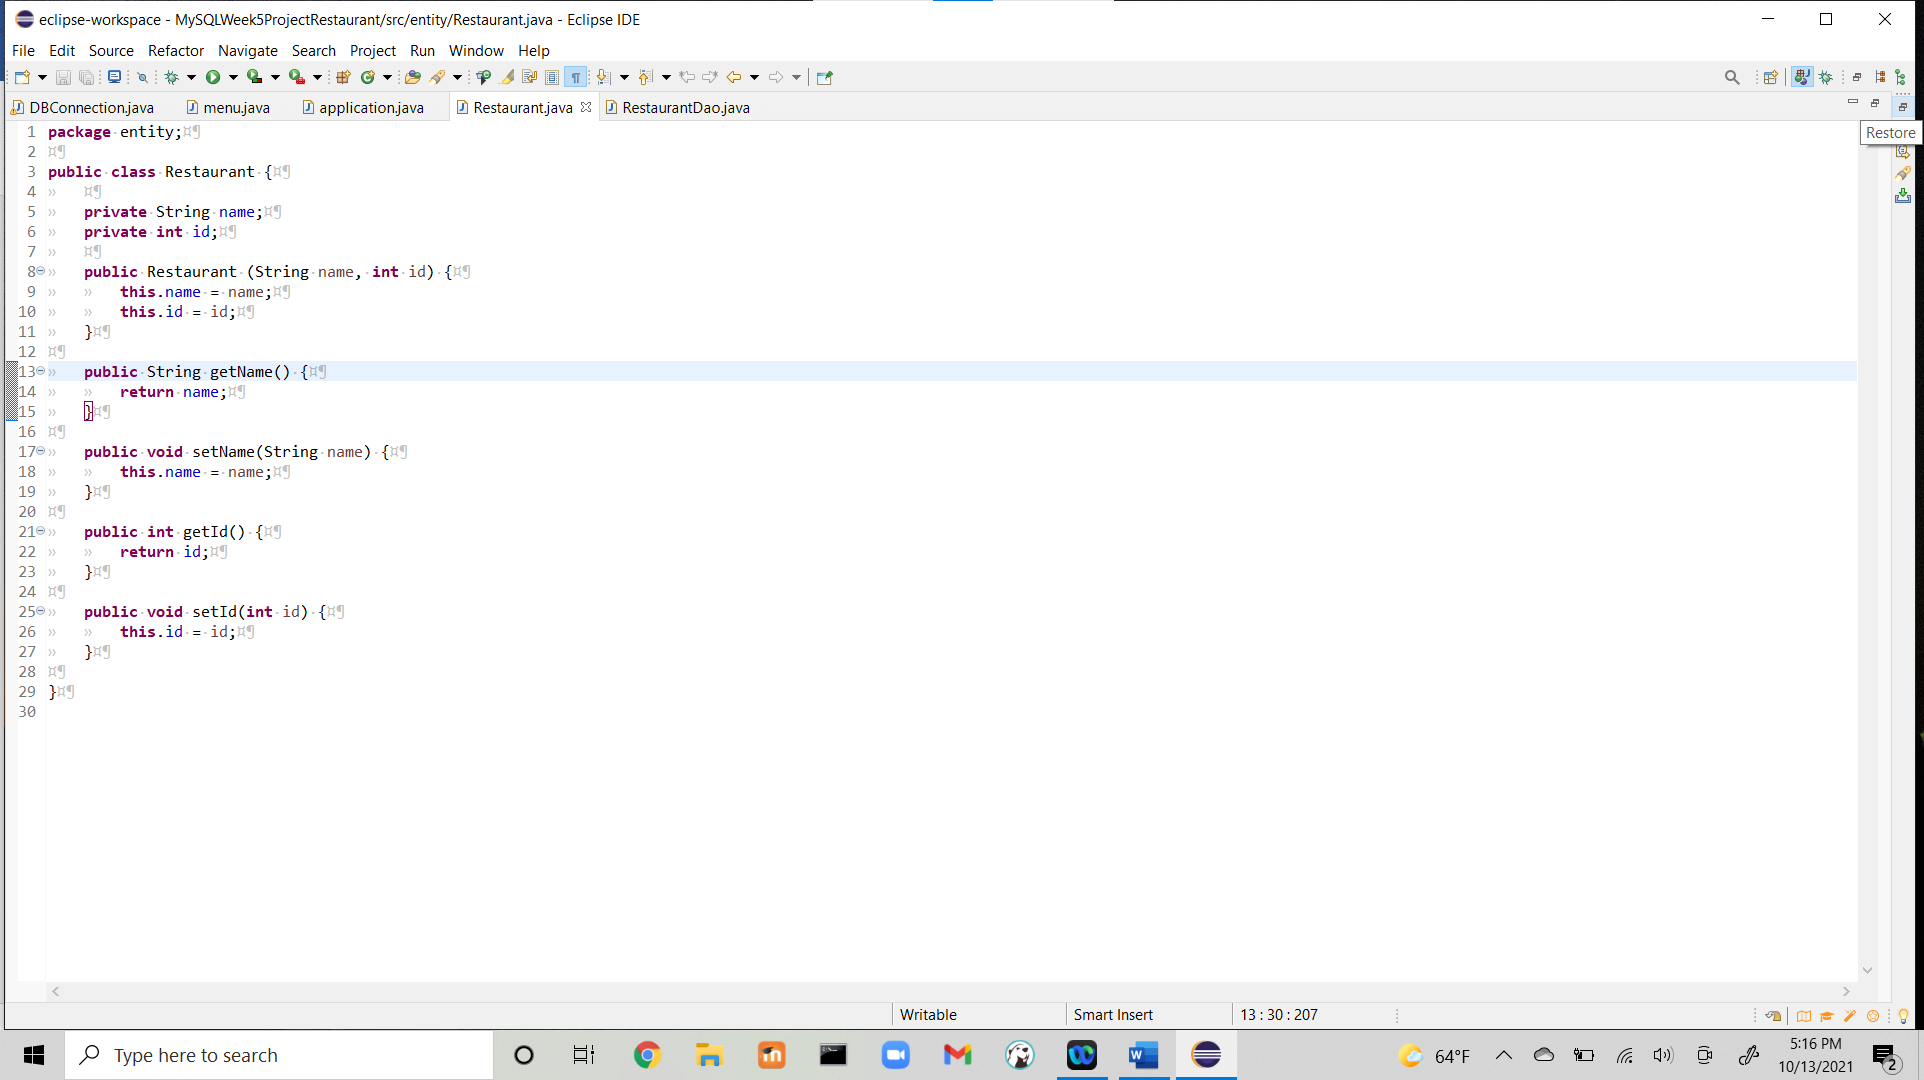 eclipse-workspace - MySQLWeek5ProjectRestaurant/src/entity/Restaurant.java - Eclipse IDE
File Edit Source Refactor Navigate Search Project Run Window Help
DBConnection.java menu.java application.java Restaurant.java RestaurantDao.java
Restore
1 package·entity;¤¶
2 ¤¶
3 public·class·Restaurant·{¤¶
4 » ¤¶
5 » private·String·name;¤¶
6 » private·int·id;¤¶
7 » ¤¶
8 » public·Restaurant·(String·name,·int·id)·{¤¶
9 » » this.name·=·name;¤¶
10 » » this.id·=·id;¤¶
11 » }¤¶
12 ¤¶
13 » public·String·getName()·{¤¶
14 » » return·name;¤¶
15 » }¤¶
16 ¤¶
17 » public·void·setName(String·name)·{¤¶
18 » » this.name·=·name;¤¶
19 » }¤¶
20 ¤¶
21 » public·int·getId()·{¤¶
22 » » return·id;¤¶
23 » }¤¶
24 ¤¶
25 » public·void·setId(int·id)·{¤¶
26 » » this.id·=·id;¤¶
27 » }¤¶
28 ¤¶
29 }¤¶
30
Writable Smart Insert 13 : 30 : 207
Type here to search
64°F
5:16 PM
10/13/2021
2